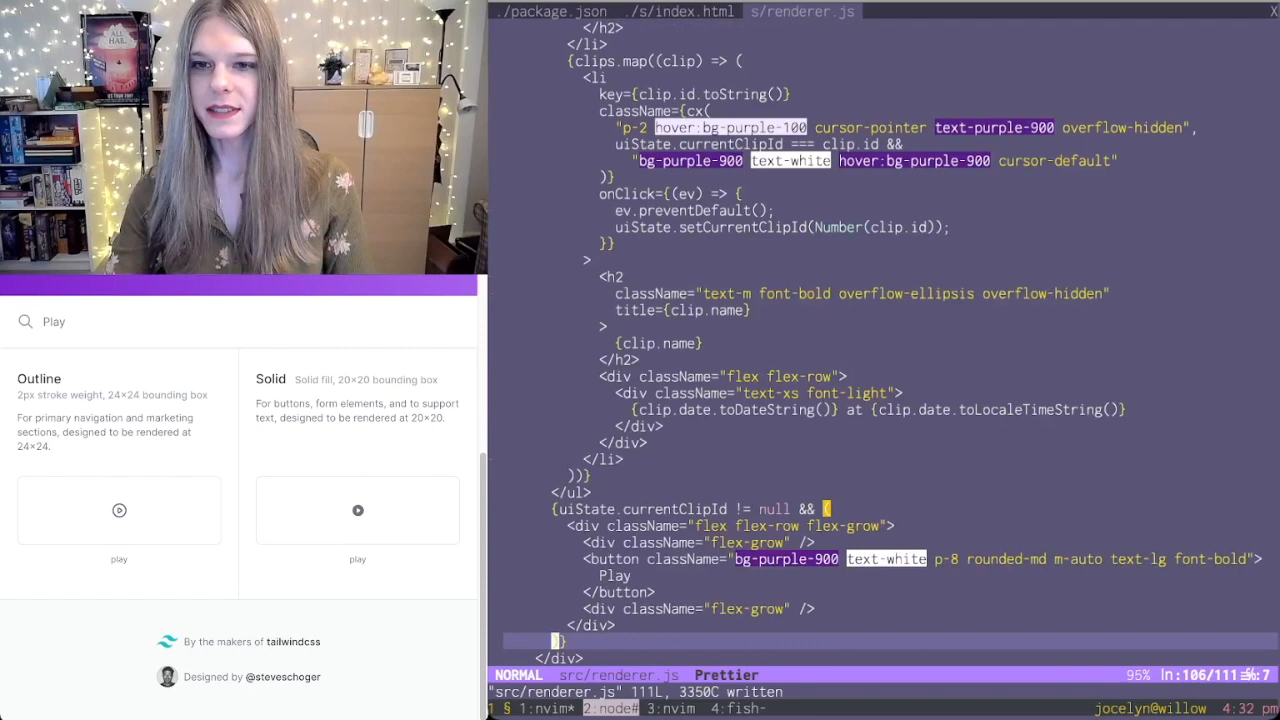 ALL
HAIL
Play
Outline
2px stroke weight, 24×24 bounding box
For primary navigation and marketing
sections, designed to be rendered at
24×24.
play
Solid Solid fill, 20×20 bounding box
For buttons, form elements, and to support
text, designed to be rendered at 20×20.
play
By the makers of tailwindcss
Designed by @steveschoger
./package.json ./s/index.html s/renderer.js X
</h2>
</li>
{clips.map((clip) => (
<li
key={clip.id.toString()}
className={cx(
"p-2 hover:bg-purple-100 cursor-pointer text-purple-900 overflow-hidden",
uiState.currentClipId === clip.id &&
"bg-purple-900 text-white hover:bg-purple-900 cursor-default"
)}
onClick={(ev) => {
ev.preventDefault();
uiState.setCurrentClipId(Number(clip.id));
}}
>
<h2
className="text-m font-bold overflow-ellipsis overflow-hidden"
title={clip.name}
>
{clip.name}
</h2>
<div className="flex flex-row">
<div className="text-xs font-light">
{clip.date.toDateString()} at {clip.date.toLocaleTimeString()}
</div>
</div>
</li>
))}
</ul>
{uiState.currentClipId != null && (
<div className="flex flex-row flex-grow">
<div className="flex-grow" />
<button className="bg-purple-900 text-white p-8 rounded-md m-auto text-lg font-bold">
Play
</button>
<div className="flex-grow" />
</div>
)}
</div>
NORMAL src/renderer.js Prettier 95% ln:106/111
"src/renderer.js" 111L, 3350C written
1 § 1:nvim* 2:node# 3:nvim 4:fish- jocelyn@willow 4:32 pm